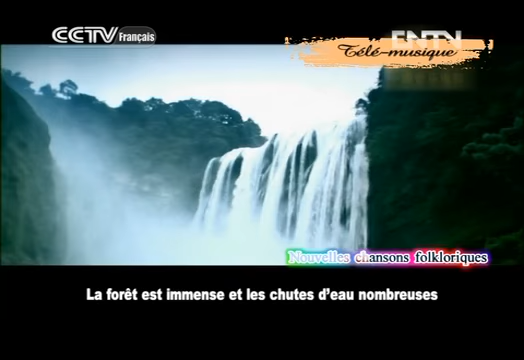 CCTV Français
CNTV
Télé-musique
Nouvelles chansons folkloriques
La forêt est immense et les chutes d'eau nombreuses